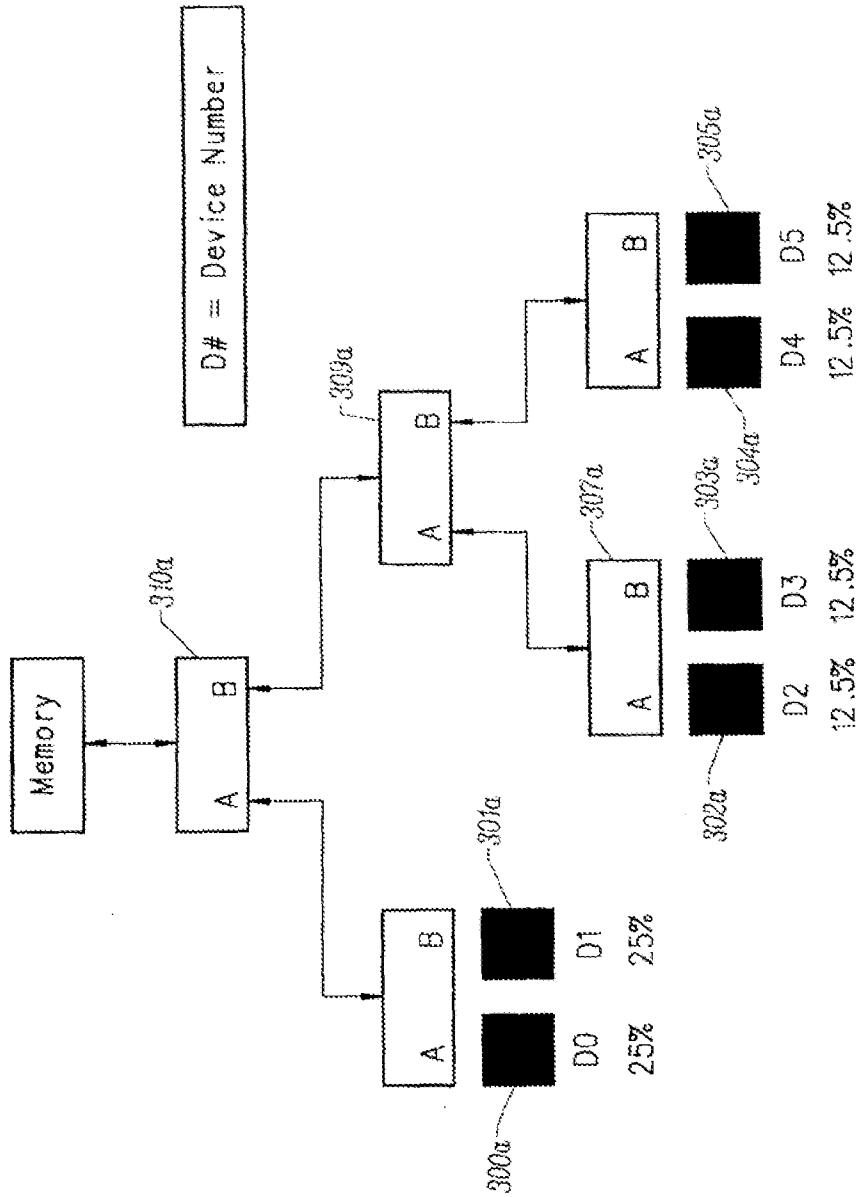 D# = Device Number
Memory
310a
A B
309a
A B
A B
301a
300a
D0 D1
25% 25%
307a
A B
303a
302a
D2 D3
12.5% 12.5%
A B
305a
304a
D4 D5
12.5% 12.5%